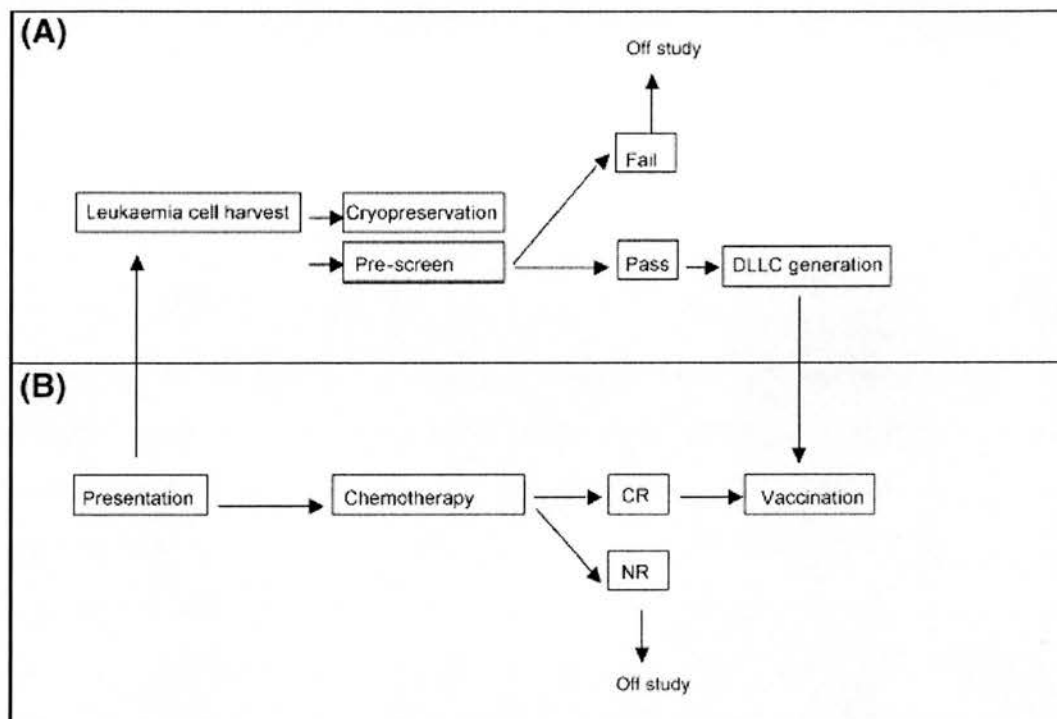 (A)
Off study
Fail
Leukaemia cell harvest
Cryopreservation
Pre-screen
Pass
DLLC generation
(B)
Presentation
Chemotherapy
CR
Vaccination
NR
Off study